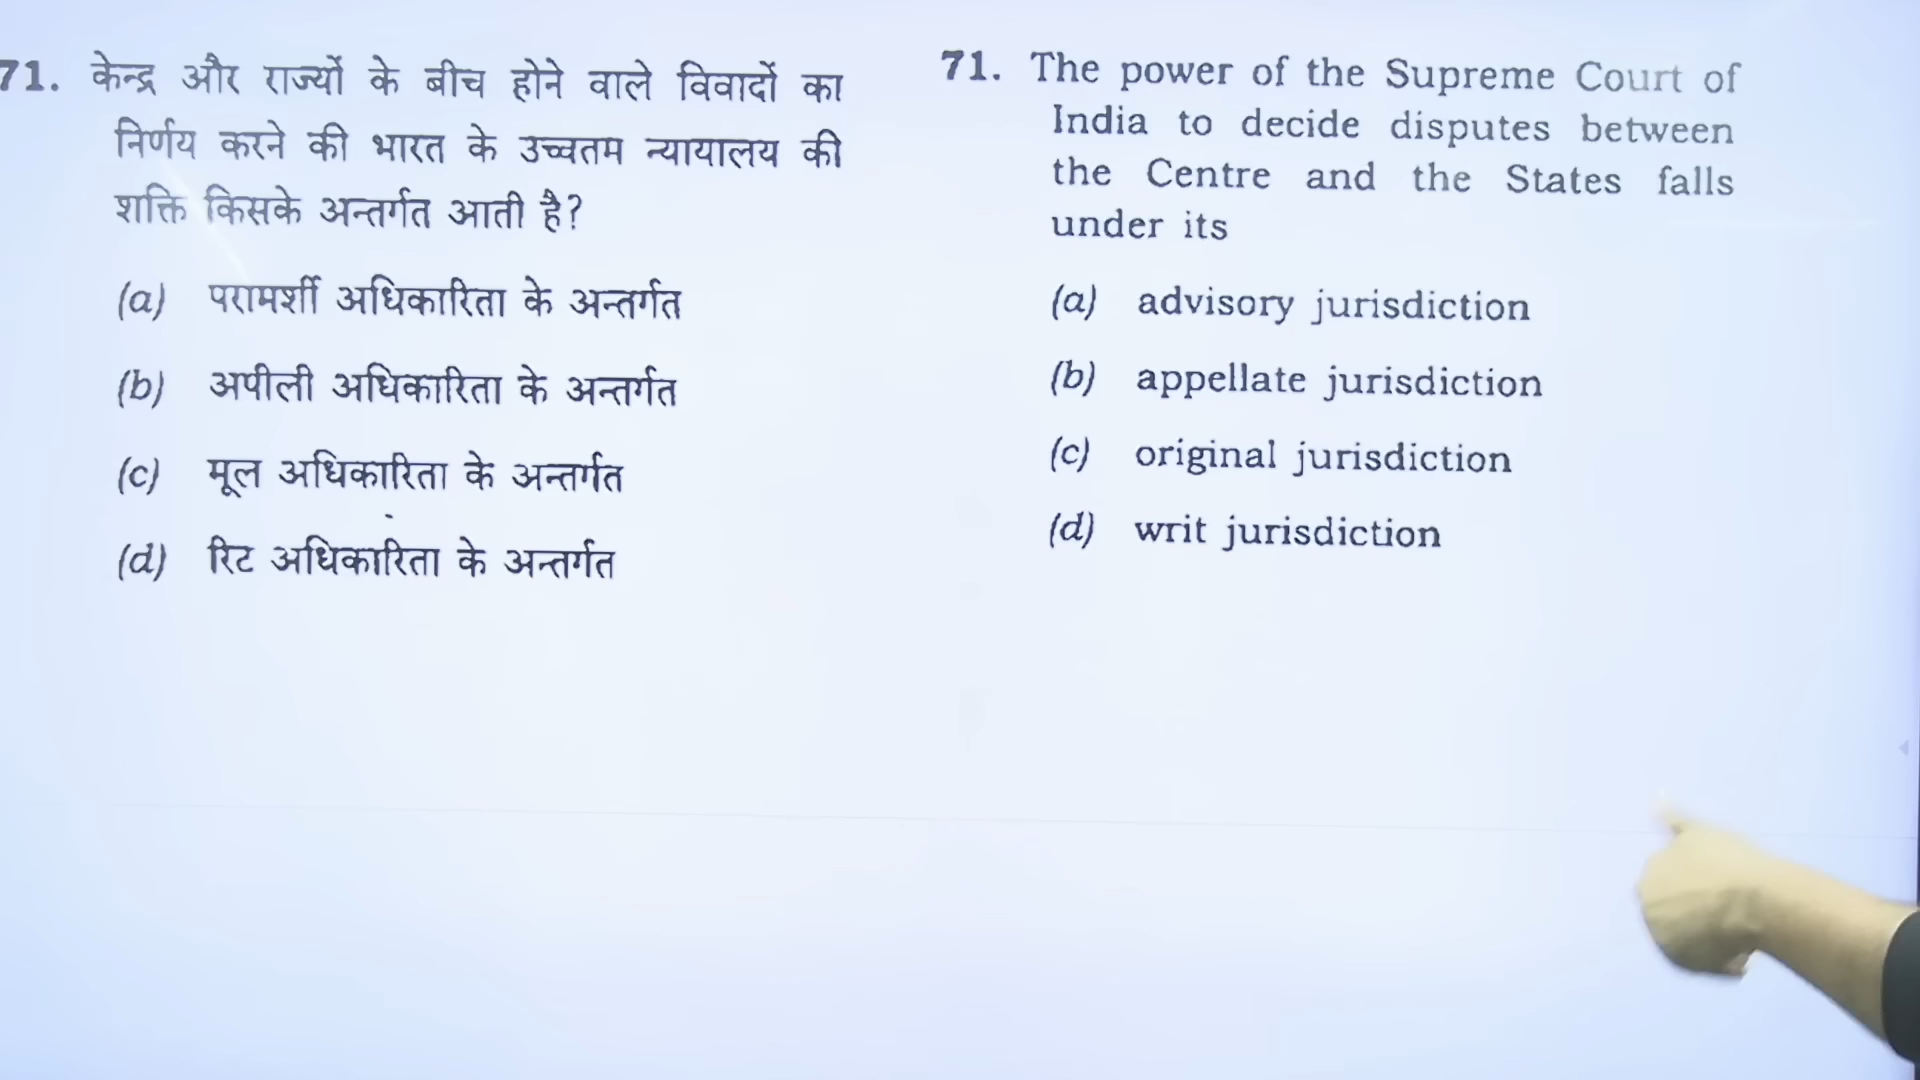 71. केन्द्र और राज्यों के बीच होने वाले विवादों का
निर्णय करने की भारत के उच्चतम न्यायालय की
शक्ति किसके अन्तर्गत आती है?
(a) परामर्शी अधिकारिता के अन्तर्गत
(b) अपीली अधिकारिता के अन्तर्गत
(c) मूल अधिकारिता के अन्तर्गत
(d) रिट अधिकारिता के अन्तर्गत
71. The power of the Supreme Court of
India to decide disputes between
the Centre and the States falls
under its
(a) advisory jurisdiction
(b) appellate jurisdiction
(c) original jurisdiction
(d) writ jurisdiction